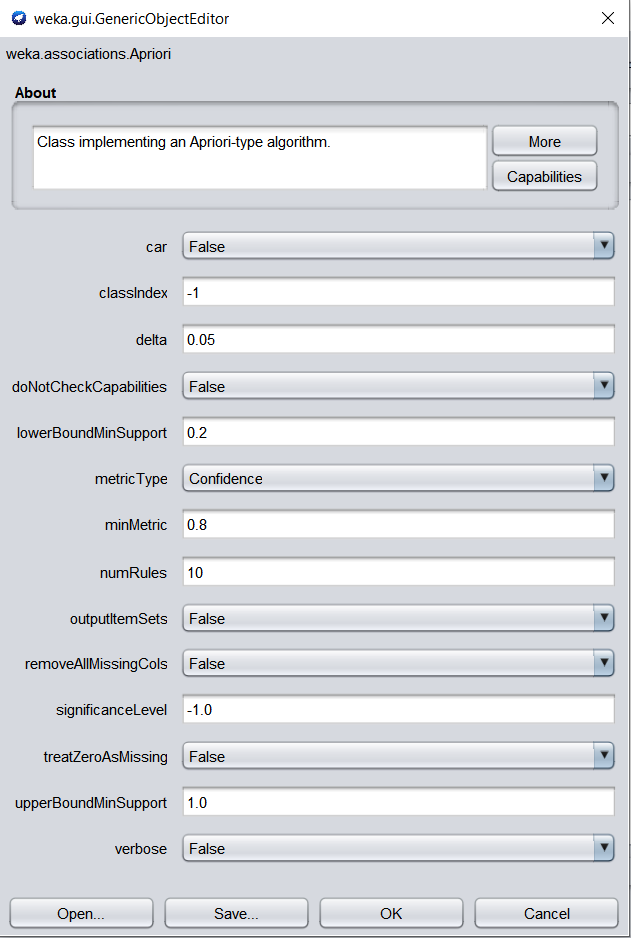 weka.gui.GenericObjectEditor
weka.associations.Apriori
About
Class implementing an Apriori-type algorithm.
More
Capabilities
car False
classIndex -1
delta 0.05
doNotCheckCapabilities False
lowerBoundMinSupport 0.2
metricType Confidence
minMetric 0.8
numRules 10
outputItemSets False
removeAllMissingCols False
significanceLevel -1.0
treatZeroAsMissing False
upperBoundMinSupport 1.0
verbose False
Open... Save... OK Cancel